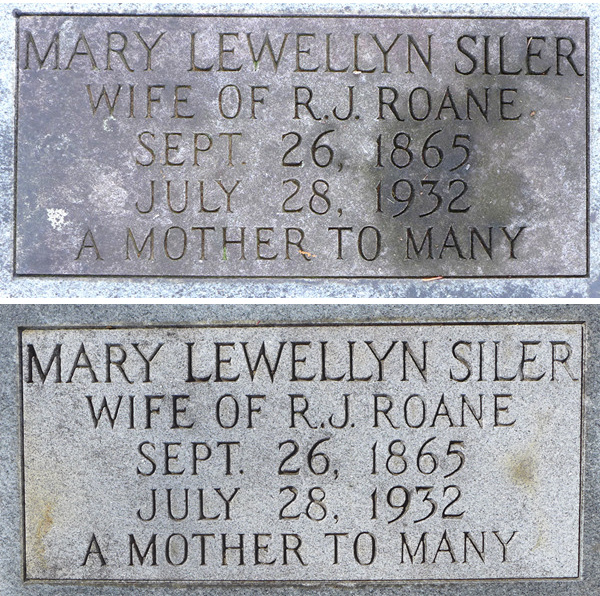 MARY LEWELLYN SILER
WIFE OF R.J. ROANE
SEPT. 26, 1865
JULY 28, 1932
A MOTHER TO MANY
MARY LEWELLYN SILER
WIFE OF R.J. ROANE
SEPT. 26, 1865
JULY 28, 1932
A MOTHER TO MANY